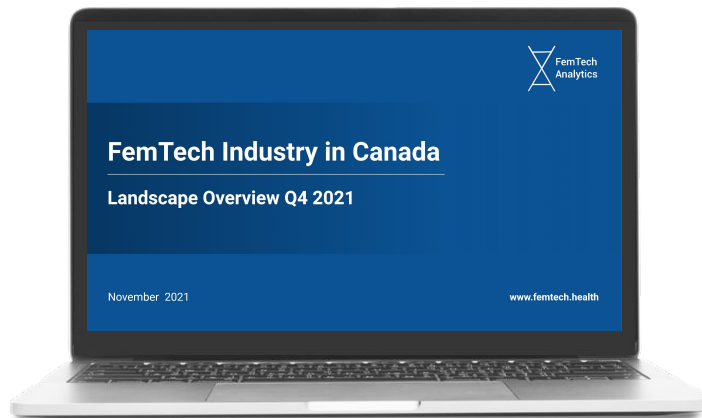 FemTech
Analytics
FemTech Industry in Canada
Landscape Overview Q4 2021
November 2021
www.femtech.health